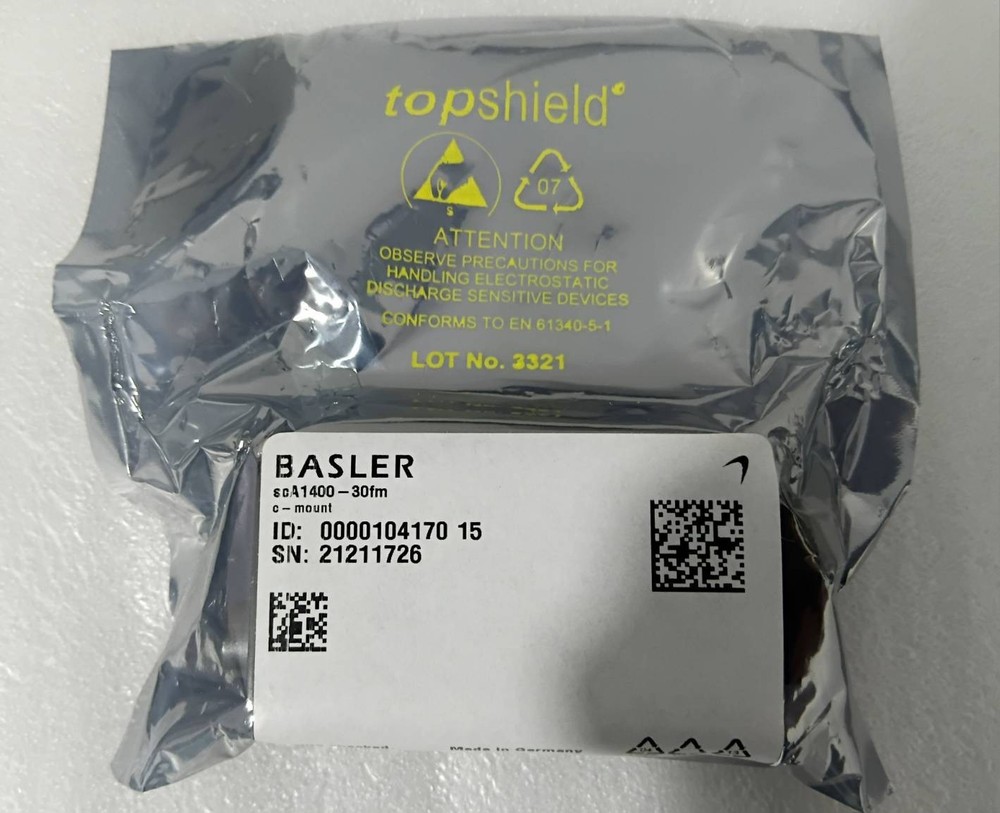 topshield
S
07
ATTENTION
OBSERVE PRECAUTIONS FOR
HANDLING ELECTROSTATIC
DISCHARGE SENSITIVE DEVICES
CONFORMS TO EN 61340-5-1
LOT No. 3321
BASLER
scA1400-30fm
c-mount
ID: 0000104170 15
SN: 21211726
Made in Germany